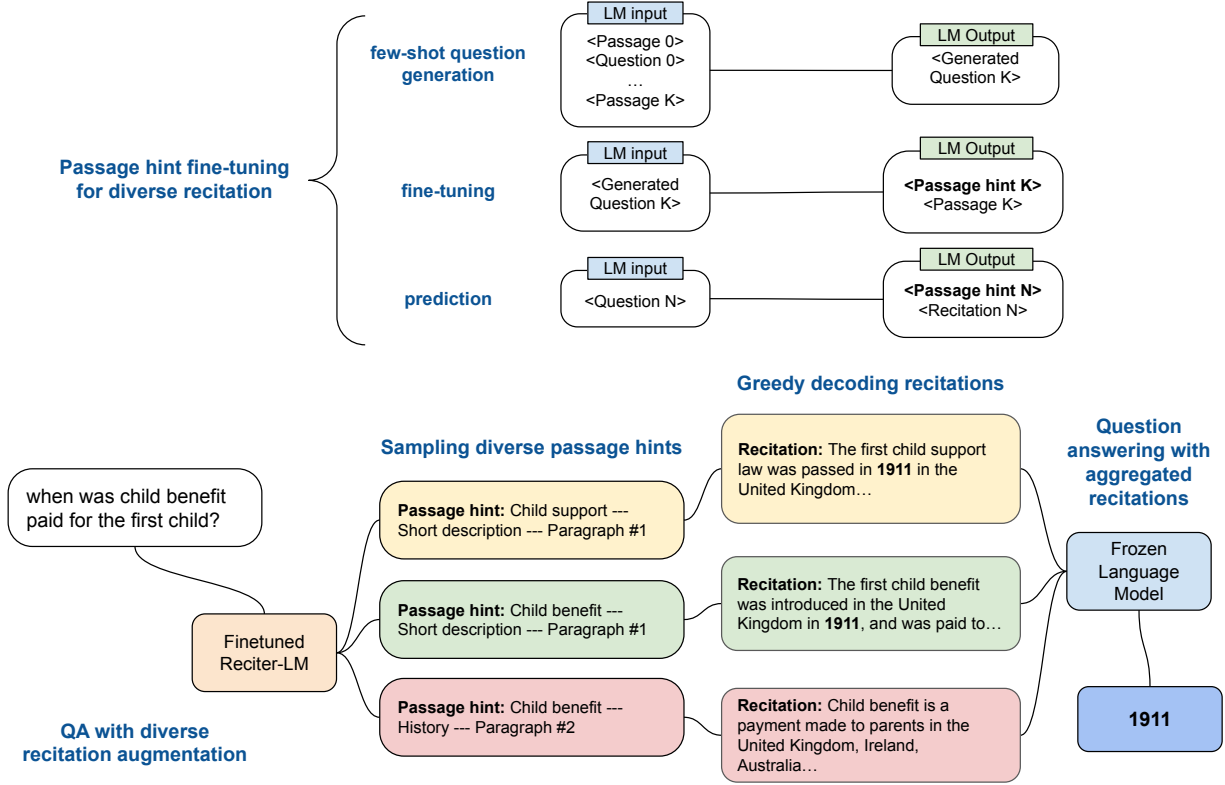 Passage hint fine-tuning
for diverse recitation
few-shot question
generation
LM input
<Passage 0>
<Question 0>
…
<Passage K>
LM Output
<Generated
Question K>
fine-tuning
LM input
<Generated
Question K>
LM Output
<Passage hint K>
<Passage K>
prediction
LM input
<Question N>
LM Output
<Passage hint N>
<Recitation N>
when was child benefit
paid for the first child?
Finetuned
Reciter-LM
QA with diverse
recitation augmentation
Sampling diverse passage hints
Passage hint: Child support ---
Short description --- Paragraph #1
Passage hint: Child benefit ---
Short description --- Paragraph #1
Passage hint: Child benefit ---
History --- Paragraph #2
Greedy decoding recitations
Recitation: The first child support
law was passed in 1911 in the
United Kingdom…
Recitation: The first child benefit
was introduced in the United
Kingdom in 1911, and was paid to…
Recitation: Child benefit is a
payment made to parents in the
United Kingdom, Ireland,
Australia…
Question
answering with
aggregated
recitations
Frozen
Language
Model
1911